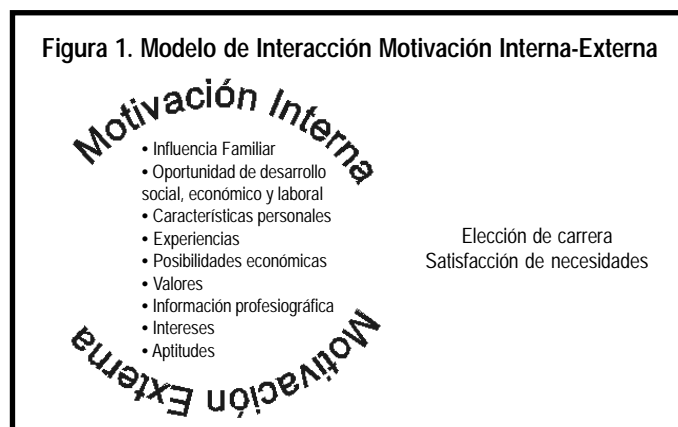 Figura 1. Modelo de Interacción Motivación Interna-Externa
Motivación Interna
• Influencia Familiar
• Oportunidad de desarrollo
social, económico y laboral
• Características personales
• Experiencias
• Posibilidades económicas
• Valores
• Información profesiográfica
• Intereses
• Aptitudes
Motivación Externa
Elección de carrera
Satisfacción de necesidades